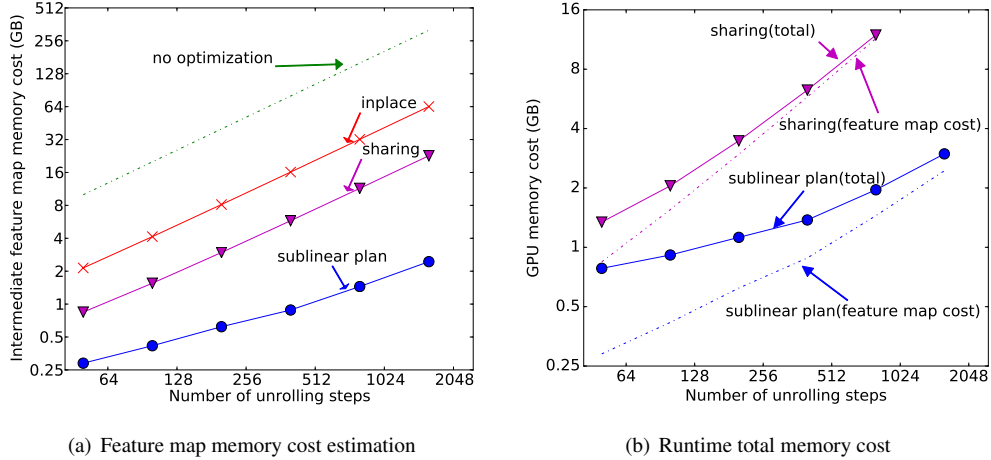 Intermediate feature map memory cost (GB)
512
256
128
64
32
16
8
4
2
1
0.5
0.25
no optimization
inplace
sharing
sublinear plan
64 128 256 512 1024 2048
Number of unrolling steps
(a) Feature map memory cost estimation
GPU memory cost (GB)
16
8
4
2
1
0.5
0.25
sharing(total)
sharing(feature map cost)
sublinear plan(total)
sublinear plan(feature map cost)
64 128 256 512 1024 2048
Number of unrolling steps
(b) Runtime total memory cost